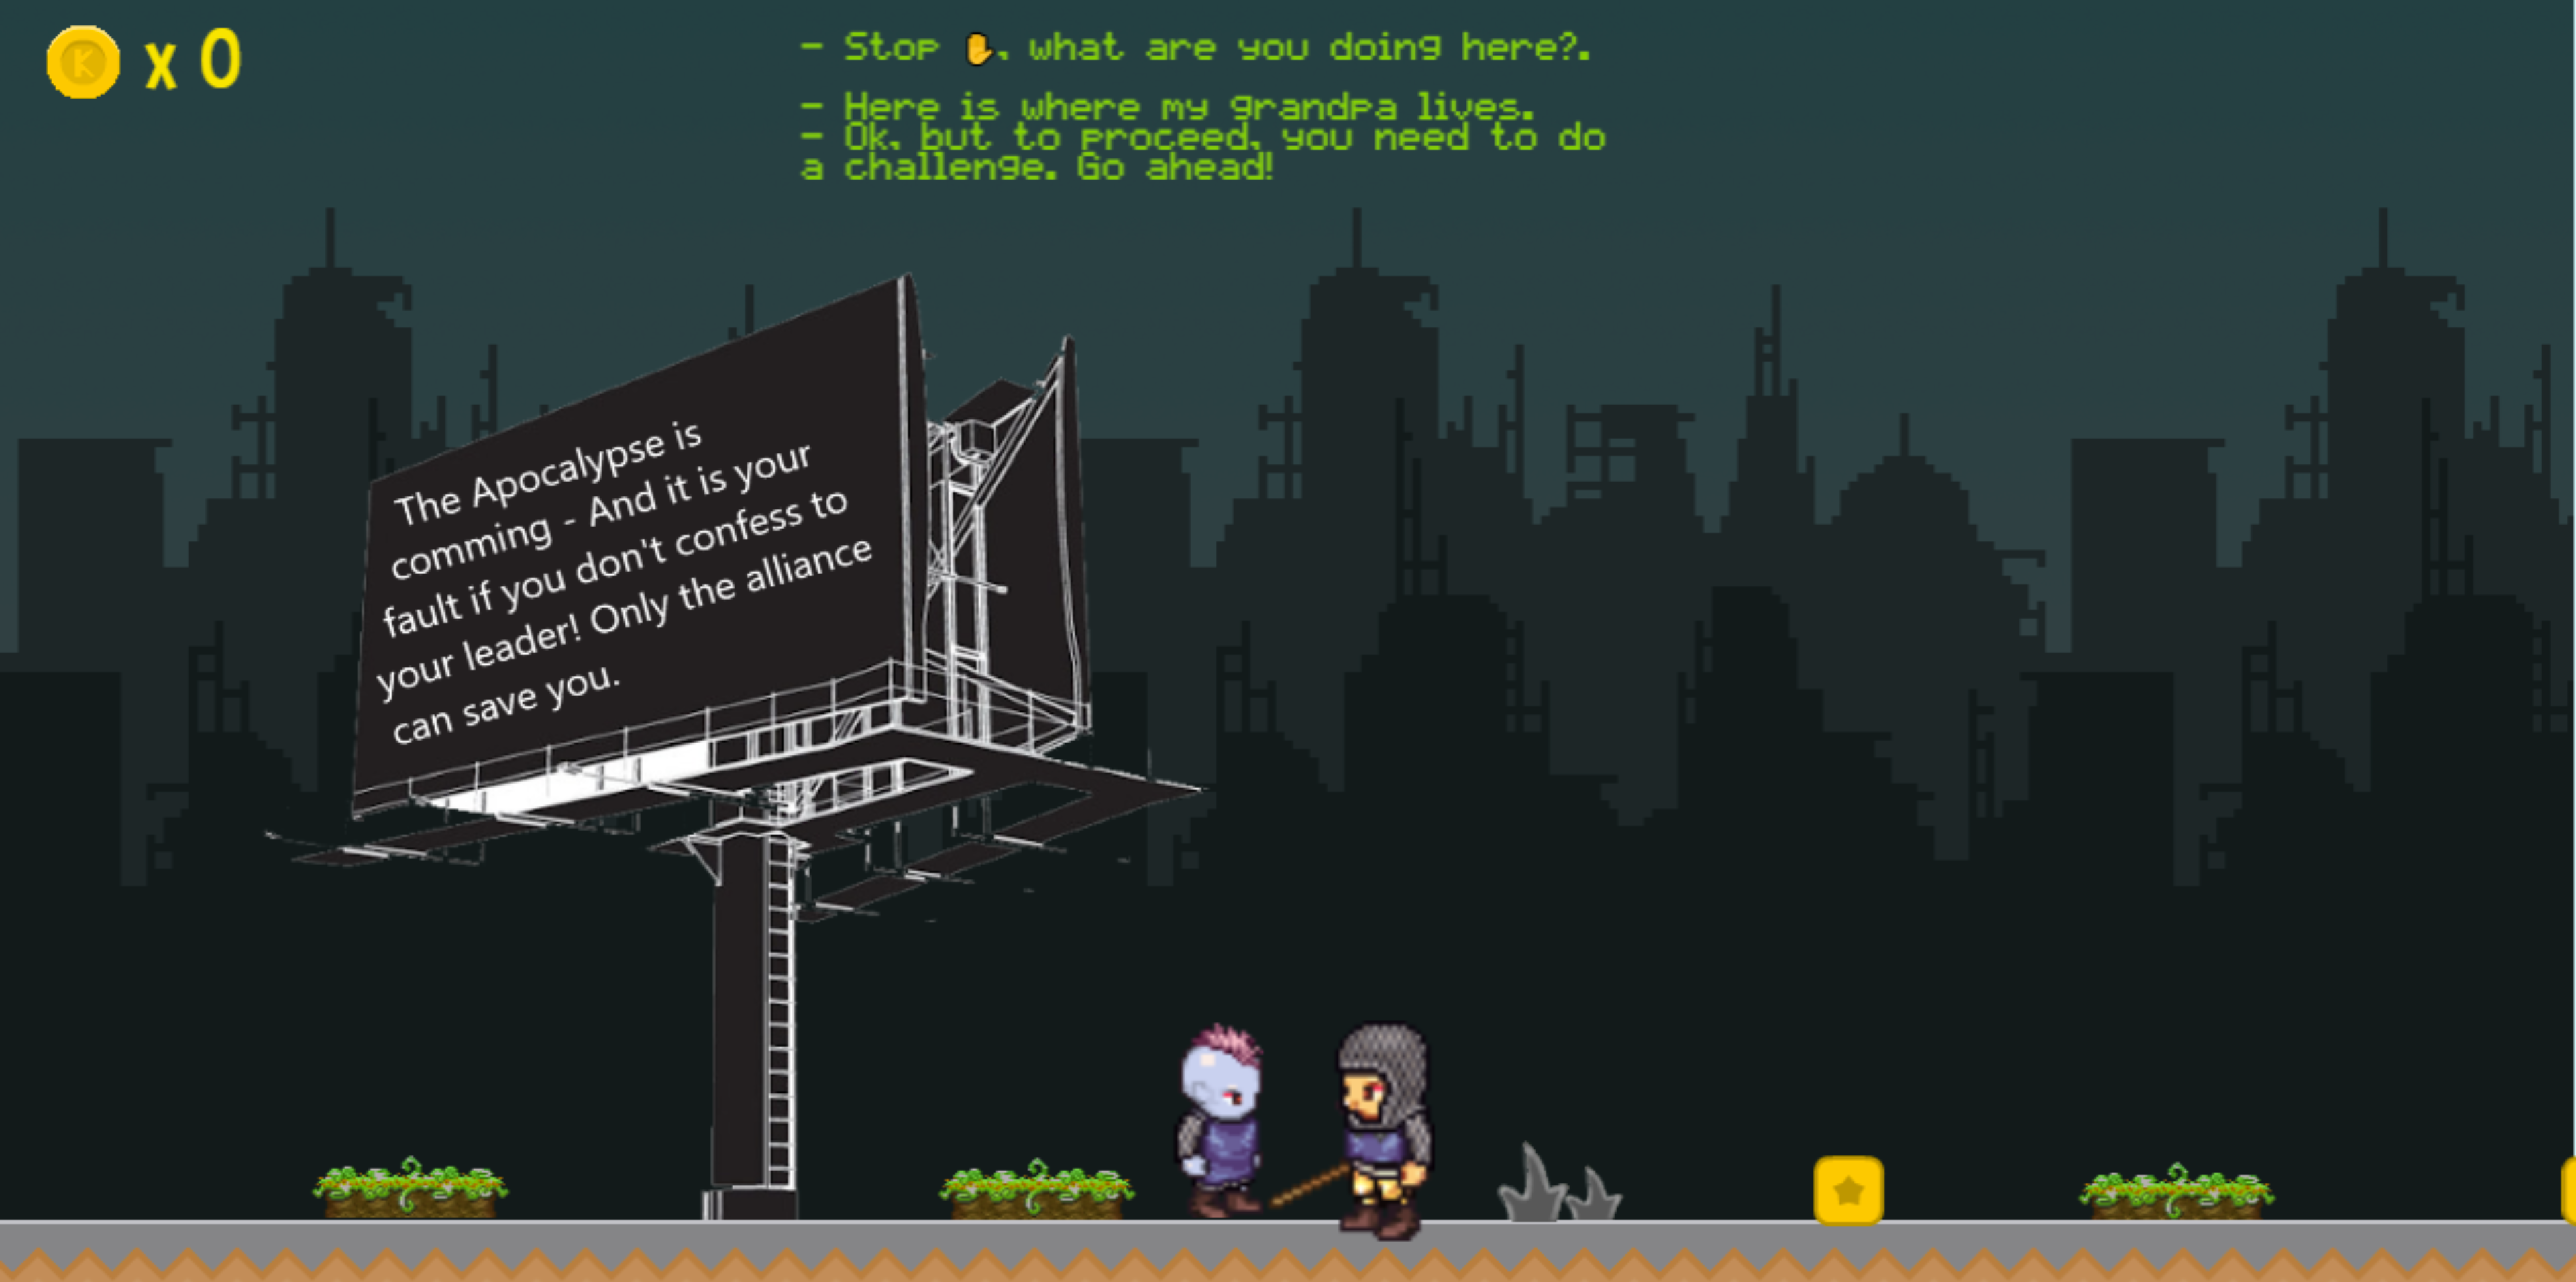 K x 0
- Stop ✋, what are you doing here?.
- Here is where my grandpa lives.
- Ok, but to proceed, you need to do
a challenge. Go ahead!
The Apocalypse is
comming - And it is your
fault if you don't confess to
your leader! Only the alliance
can save you.